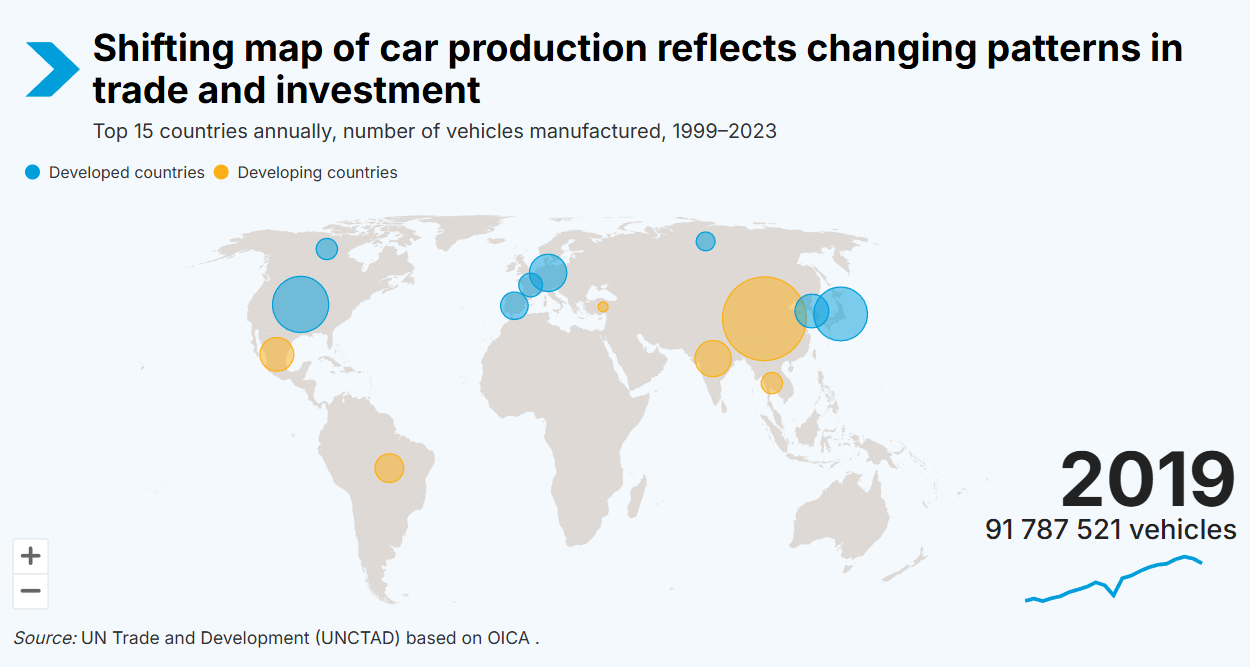 Shifting map of car production reflects changing patterns in
trade and investment
Top 15 countries annually, number of vehicles manufactured, 1999–2023
Developed countries Developing countries
2019
91 787 521 vehicles
+
−
Source: UN Trade and Development (UNCTAD) based on OICA .